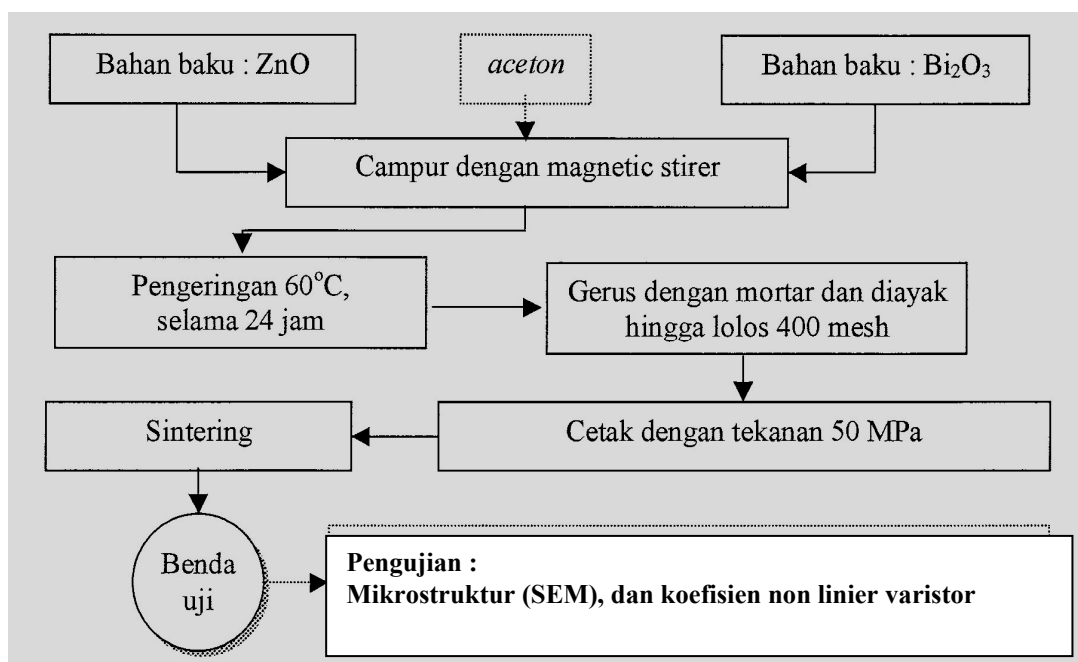 Bahan baku : ZnO
aceton
Bahan baku : Bi₂O₃
Campur dengan magnetic stirer
Pengeringan 60°C,
selama 24 jam
Gerus dengan mortar dan diayak
hingga lolos 400 mesh
Cetak dengan tekanan 50 MPa
Sintering
Benda
uji
Pengujian :
Mikrostruktur (SEM), dan koefisien non linier varistor